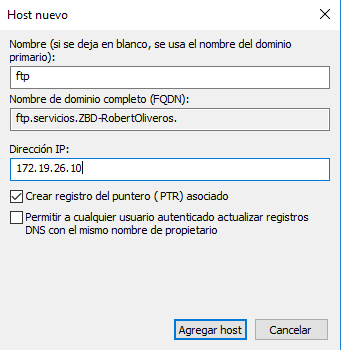 Host nuevo
Nombre (si se deja en blanco, se usa el nombre del dominio
primario):
ftp
Nombre de dominio completo (FQDN):
ftp.servicios.ZBD-RobertOliveros.
Dirección IP:
172.19.26.10
Crear registro del puntero (PTR) asociado
Permitir a cualquier usuario autenticado actualizar registros
DNS con el mismo nombre de propietario
Agregar host
Cancelar